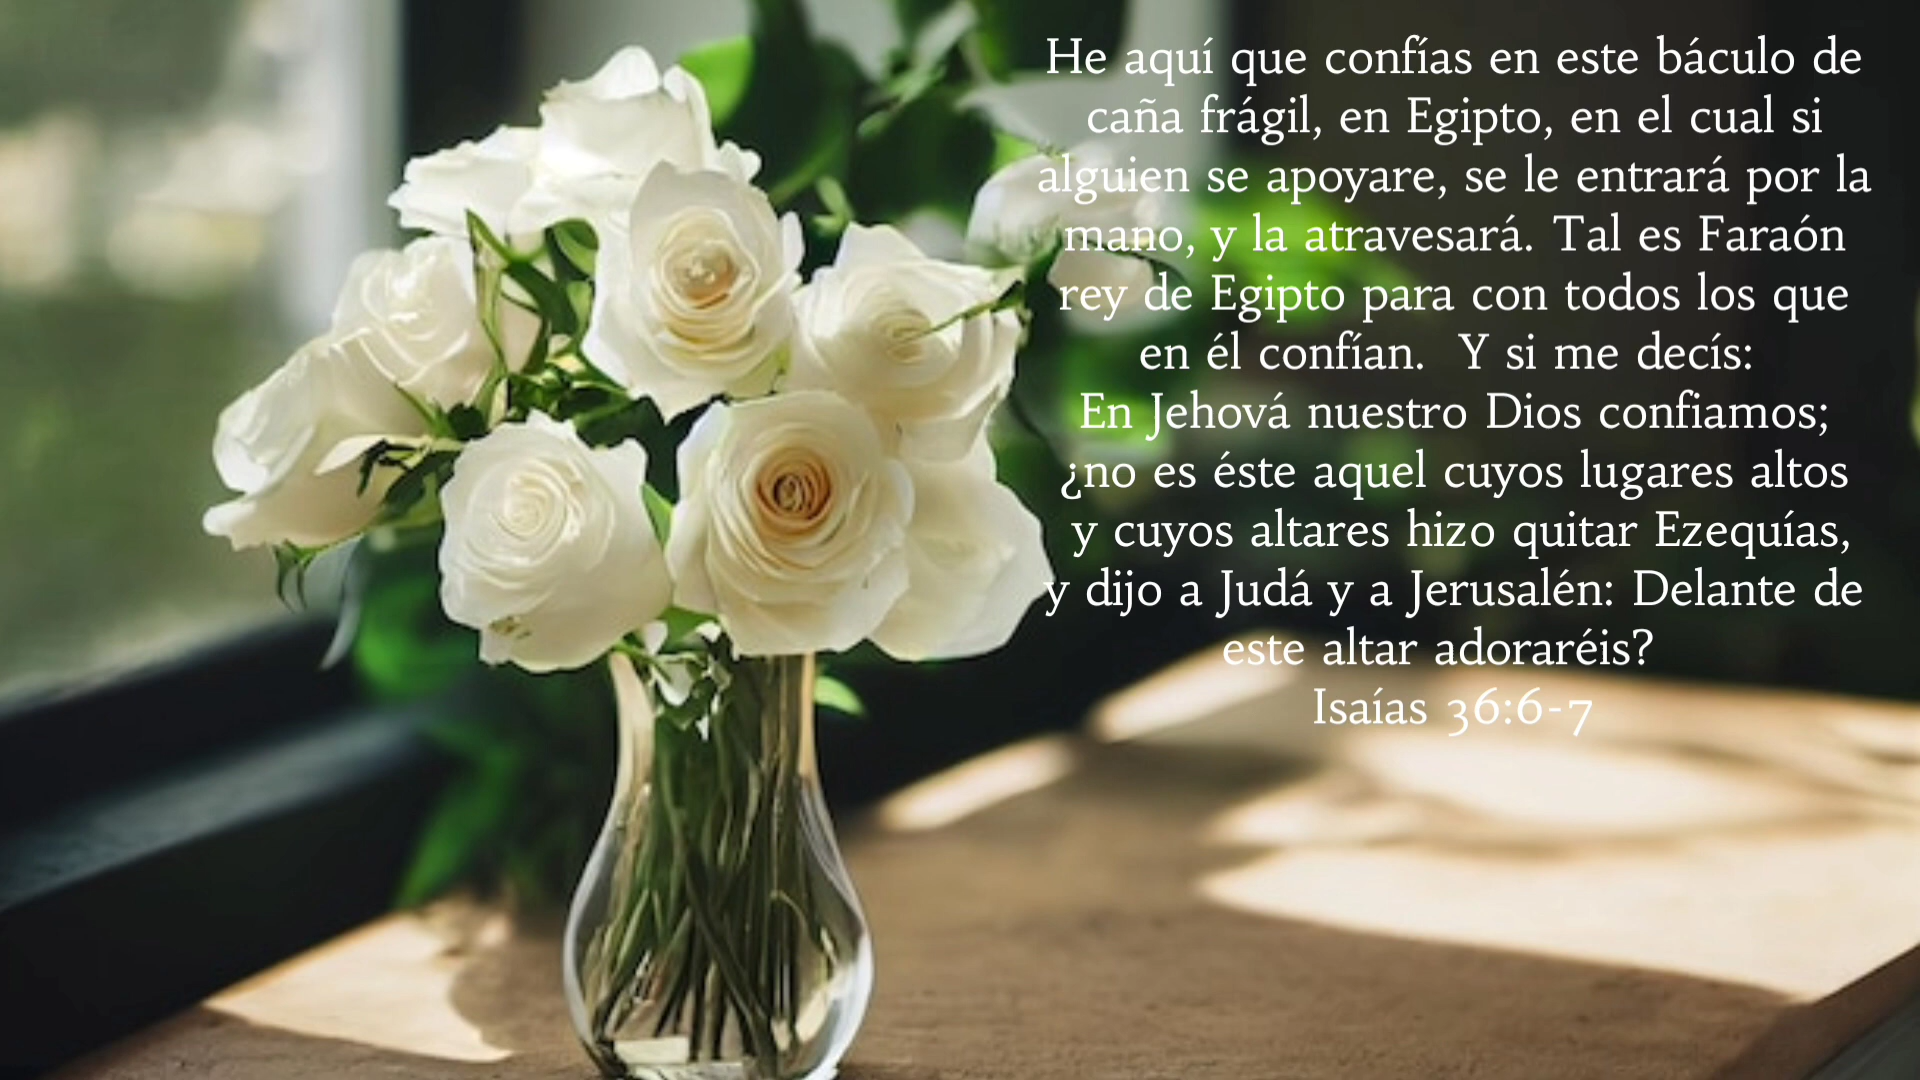 He aquí que confías en este báculo de
caña frágil, en Egipto, en el cual si
alguien se apoyare, se le entrará por la
mano, y la atravesará. Tal es Faraón
rey de Egipto para con todos los que
en él confían. Y si me decís:
En Jehová nuestro Dios confiamos;
¿no es éste aquel cuyos lugares altos
y cuyos altares hizo quitar Ezequías,
y dijo a Judá y a Jerusalén: Delante de
este altar adoraréis?
Isaías 36:6-7